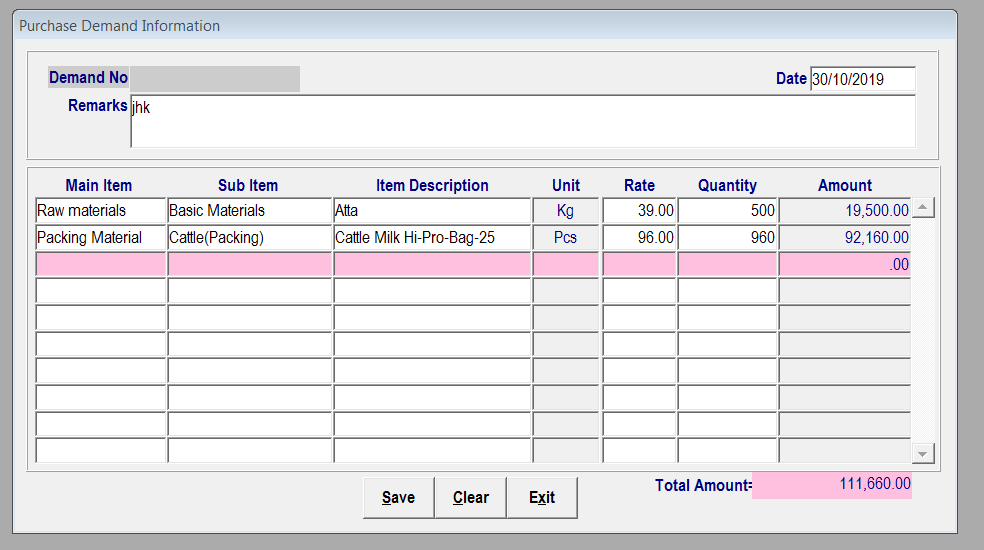 Purchase Demand Information
Demand No
Date 30/10/2019
Remarks jhk
Main Item Sub Item Item Description Unit Rate Quantity Amount
Raw materials Basic Materials Atta Kg 39.00 500 19,500.00
Packing Material Cattle(Packing) Cattle Milk Hi-Pro-Bag-25 Pcs 96.00 960 92,160.00
.00
Total Amount= 111,660.00
Save Clear Exit